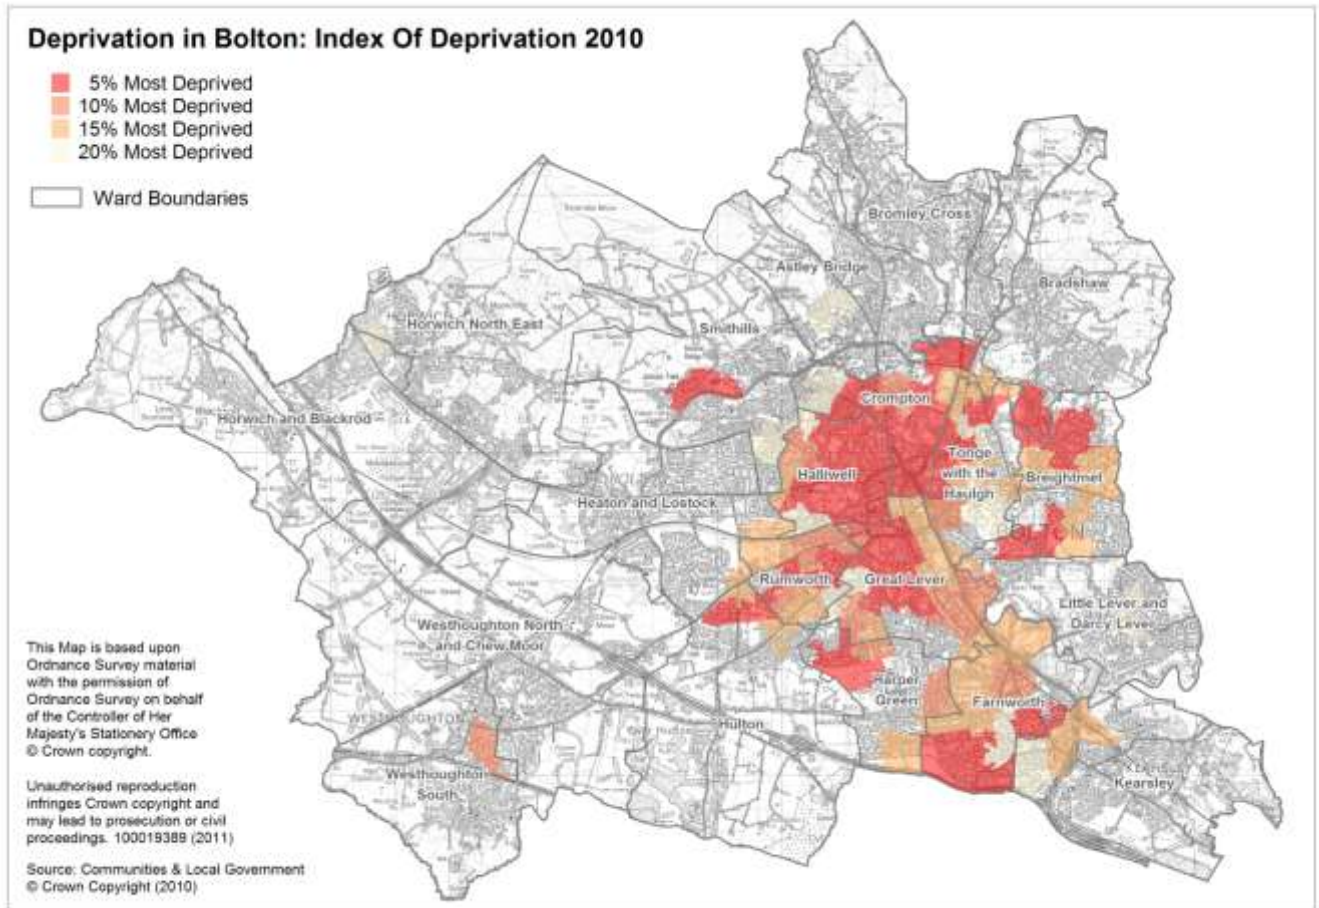 Deprivation in Bolton: Index Of Deprivation 2010
5% Most Deprived
10% Most Deprived
15% Most Deprived
20% Most Deprived
Ward Boundaries
Bromley Cross
Astley Bridge
Bradshaw
Horwich North East
Smithills
Crompton
Horwich and Blackrod
Tonge
with the
Haulgh
Halliwell
Breightmet
Heaton and Lostock
Rumworth
Great Lever
Little Lever and
Darcy Lever
Westhoughton North
and Chew Moor
Harper
Green
Farnworth
WESTHOUGHTON
Hulton
Westhoughton
South
Kearsley
This Map is based upon
Ordnance Survey material
with the permission of
Ordnance Survey on behalf
of the Controller of Her
Majesty's Stationery Office
© Crown copyright.
Unauthorised reproduction
infringes Crown copyright and
may lead to prosecution or civil
proceedings. 100019389 (2011)
Source: Communities & Local Government
© Crown Copyright (2010)